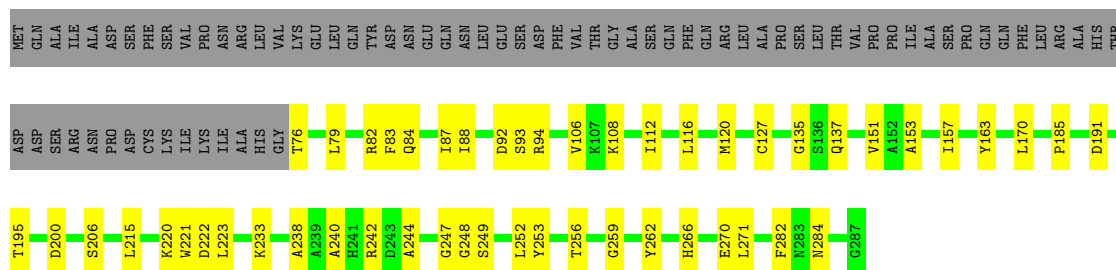 MET GLN ALA ILE ALA ASP SER PHE SER VAL PRO ASN ARG LEU VAL LYS GLU LEU GLN TYR ASP ASN GLU GLN ASN LEU GLU SER ASP PHE VAL THR GLY ALA SER GLN PHE GLN ARG LEU ALA PRO SER LEU THR VAL PRO PRO ILE ALA SER PRO GLN GLN PHE LEU ARG ALA HIS THR
ASP ASP SER ARG ASN PRO ASP CYS LYS ILE LYS ILE ALA HIS GLY T76 L79 R82 F83 Q84 I87 I88 D92 S93 R94 V106 K107 K108 I112 L116 M120 C127 G135 S136 Q137 V151 A152 A153 I157 Y163 L170 P185 D191
T195 D200 S206 L215 K220 W221 D222 L223 K233 A238 A239 A240 H241 R242 D243 A244 G247 G248 S249 L252 Y253 T256 G259 Y262 H266 E270 L271 F282 N283 N284 G287